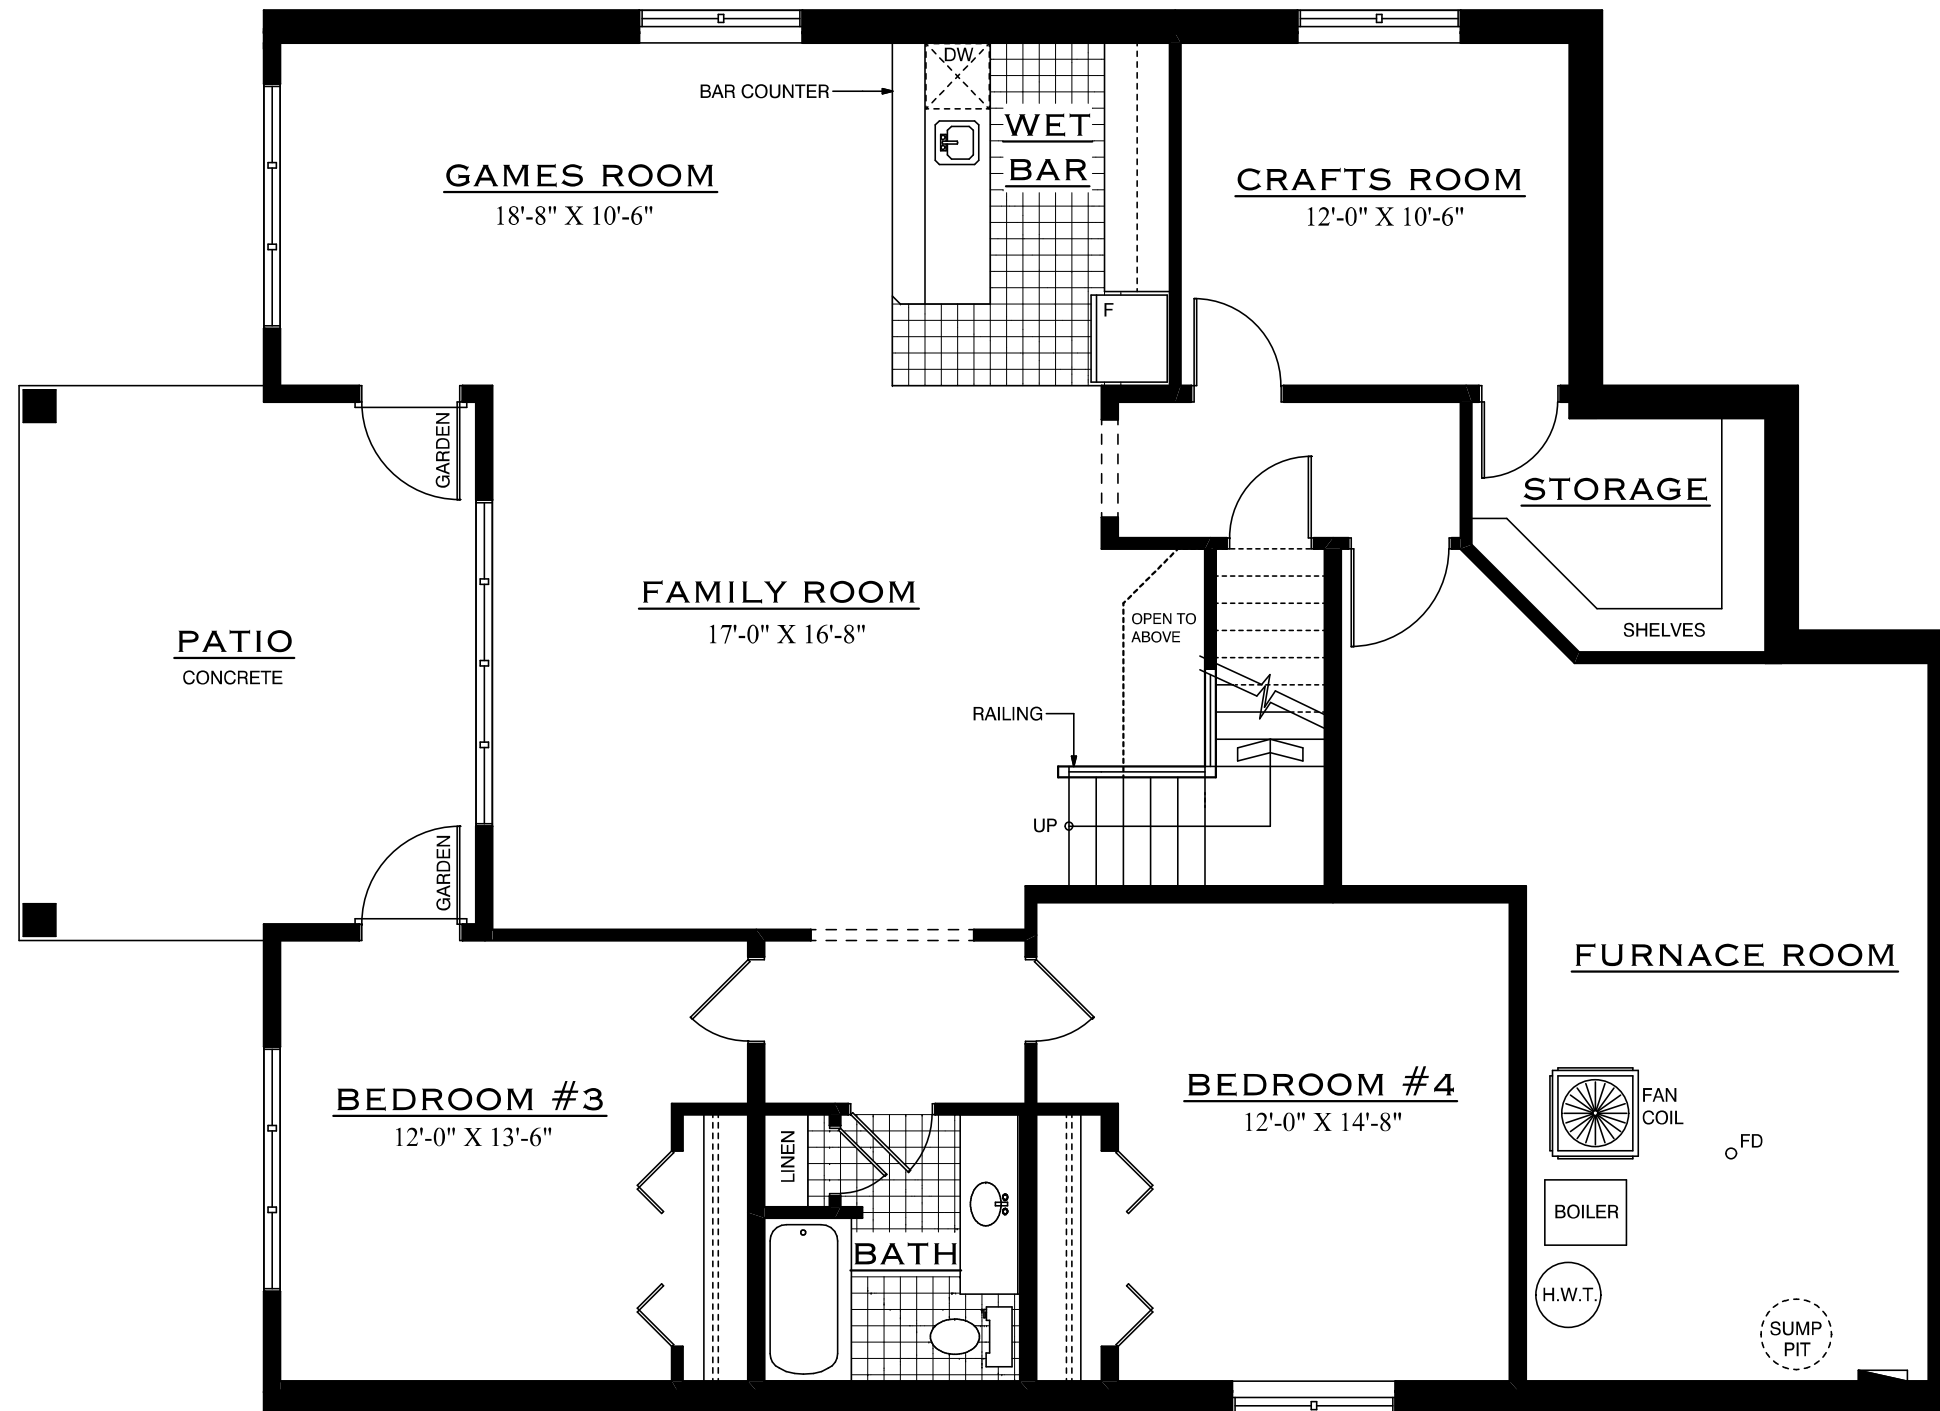 DW
BAR COUNTER
WET
BAR
GAMES ROOM
18'-8" X 10'-6"
CRAFTS ROOM
12'-0" X 10'-6"
F
GARDEN
STORAGE
SHELVES
FAMILY ROOM
17'-0" X 16'-8"
OPEN TO
ABOVE
PATIO
CONCRETE
RAILING
UP
GARDEN
FURNACE ROOM
BEDROOM #3
12'-0" X 13'-6"
BEDROOM #4
12'-0" X 14'-8"
LINEN
BATH
FAN
COIL
FD
BOILER
H.W.T.
SUMP
PIT